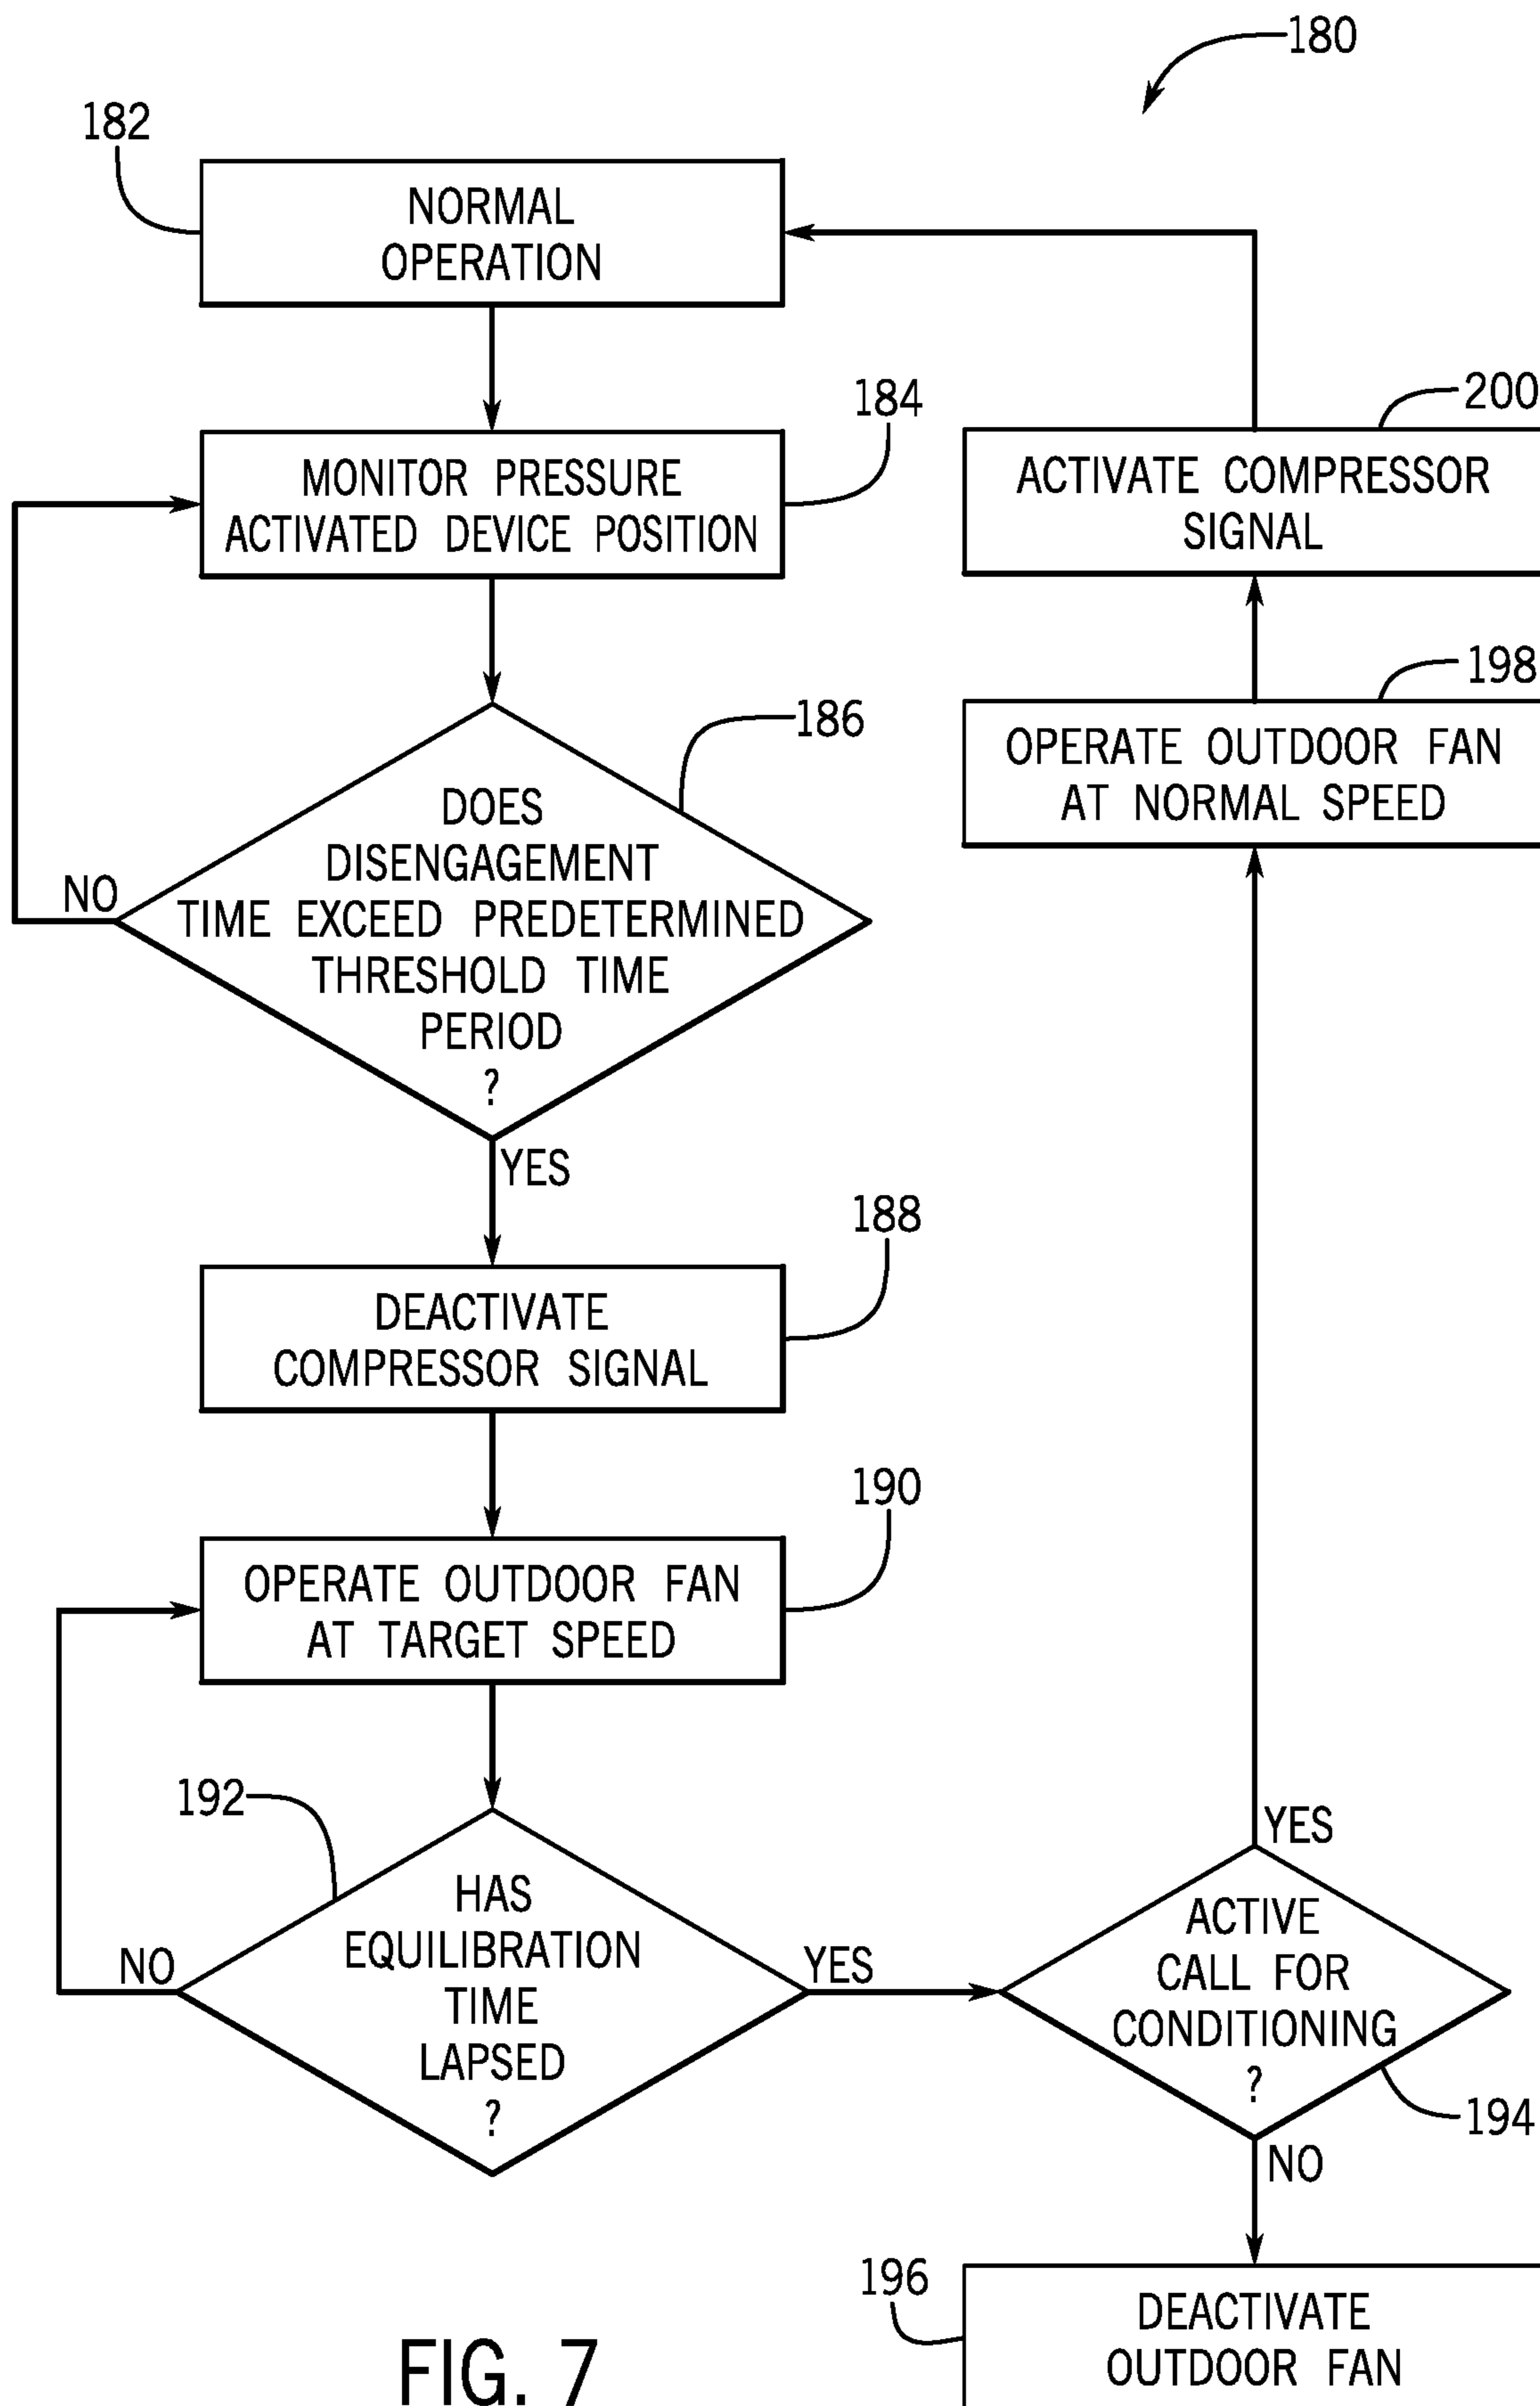 180
182
NORMAL
OPERATION
184
MONITOR PRESSURE
ACTIVATED DEVICE POSITION
200
ACTIVATE COMPRESSOR
SIGNAL
198
OPERATE OUTDOOR FAN
AT NORMAL SPEED
186
DOES
DISENGAGEMENT
TIME EXCEED PREDETERMINED
THRESHOLD TIME
PERIOD
?
NO
YES
188
DEACTIVATE
COMPRESSOR SIGNAL
190
OPERATE OUTDOOR FAN
AT TARGET SPEED
192
HAS
EQUILIBRATION
TIME
LAPSED
?
NO
YES
YES
ACTIVE
CALL FOR
CONDITIONING
?
194
NO
196
DEACTIVATE
OUTDOOR FAN
FIG. 7